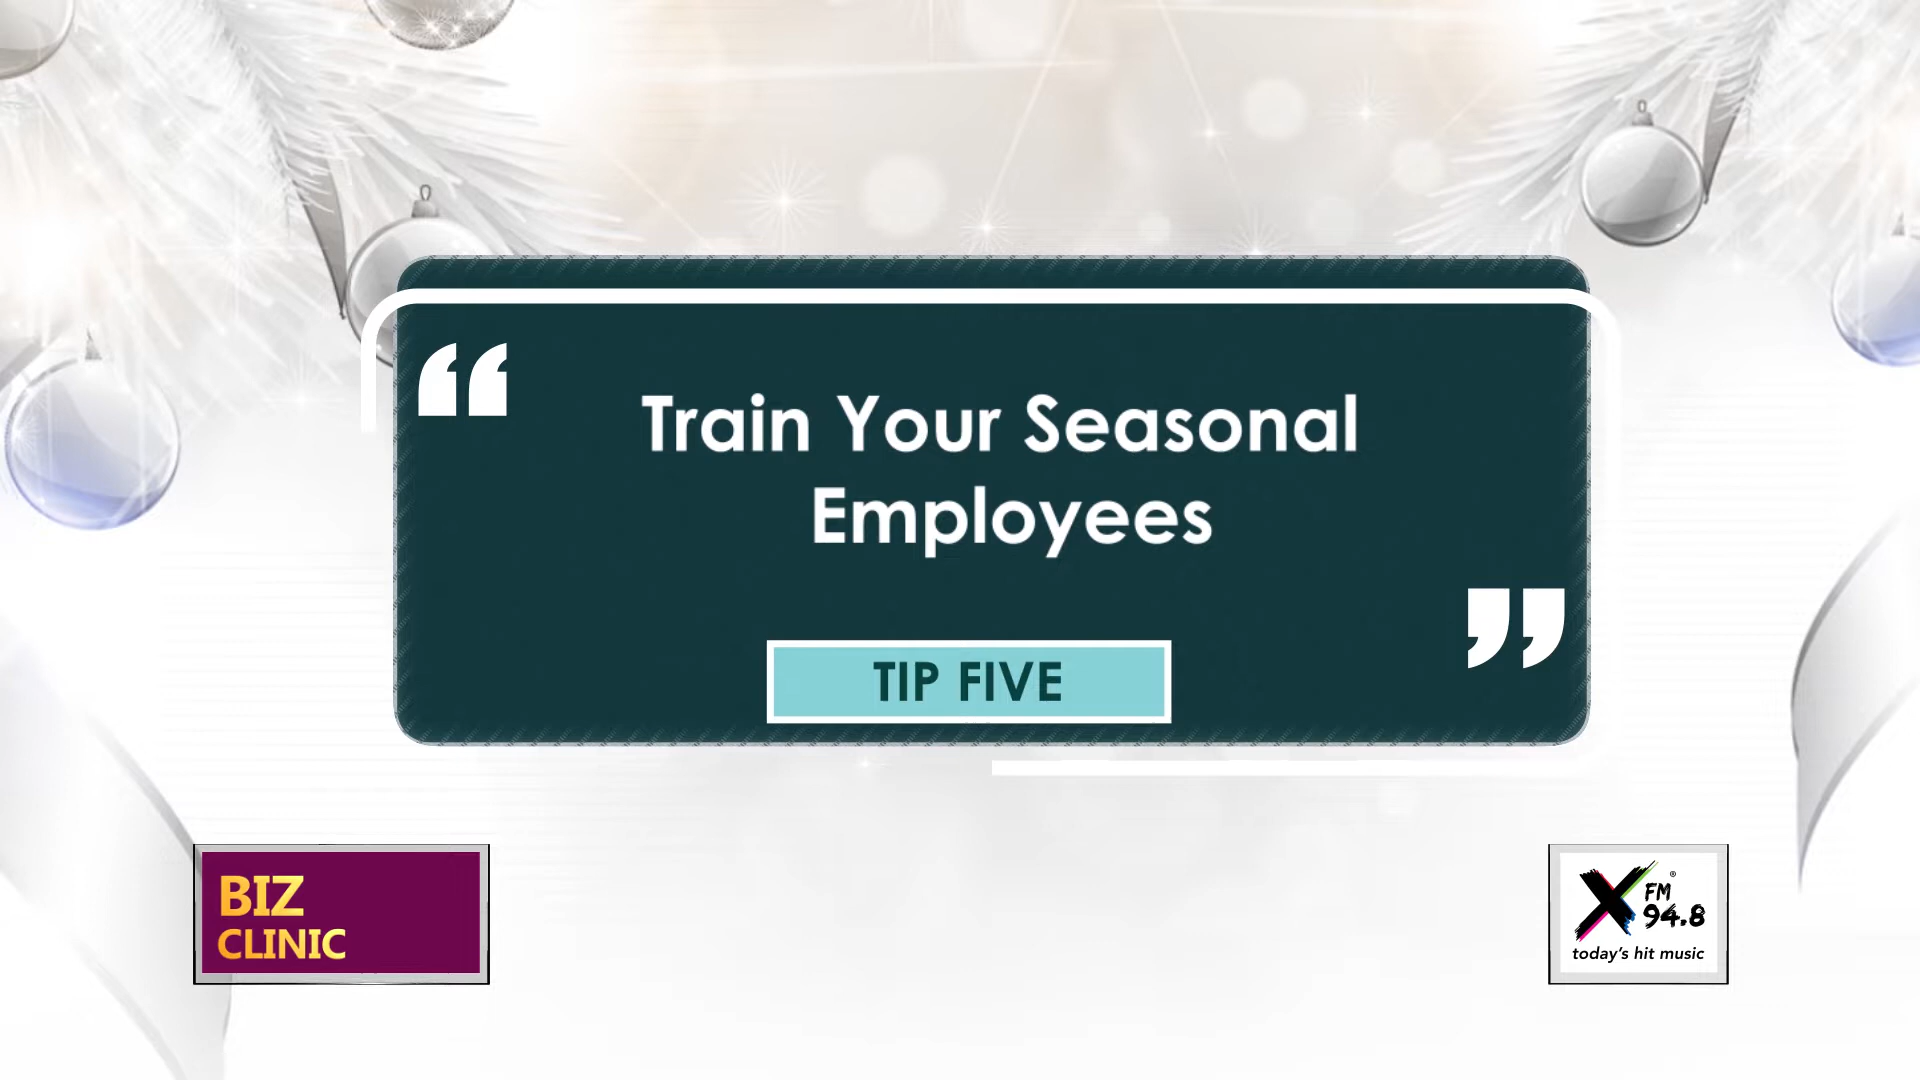 “
Train Your Seasonal
Employees
”
TIP FIVE
BIZ
CLINIC
X FM ®
94.8
today's hit music